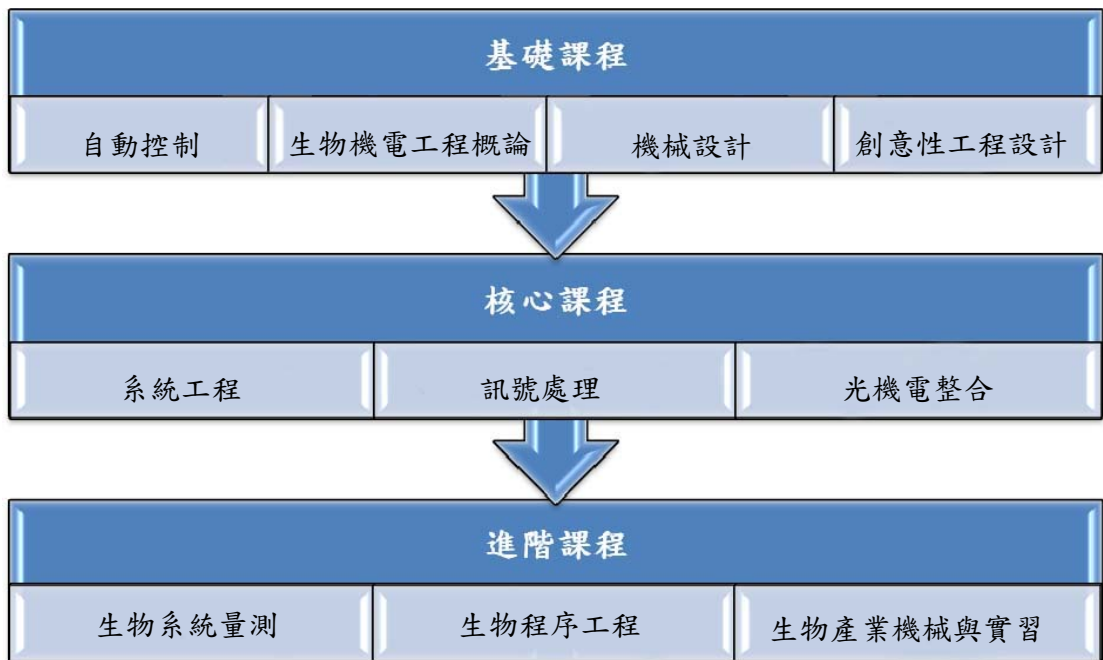 基礎課程
自動控制 生物機電工程概論 機械設計 創意性工程設計
核心課程
系統工程 訊號處理 光機電整合
進階課程
生物系統量測 生物程序工程 生物產業機械與實習